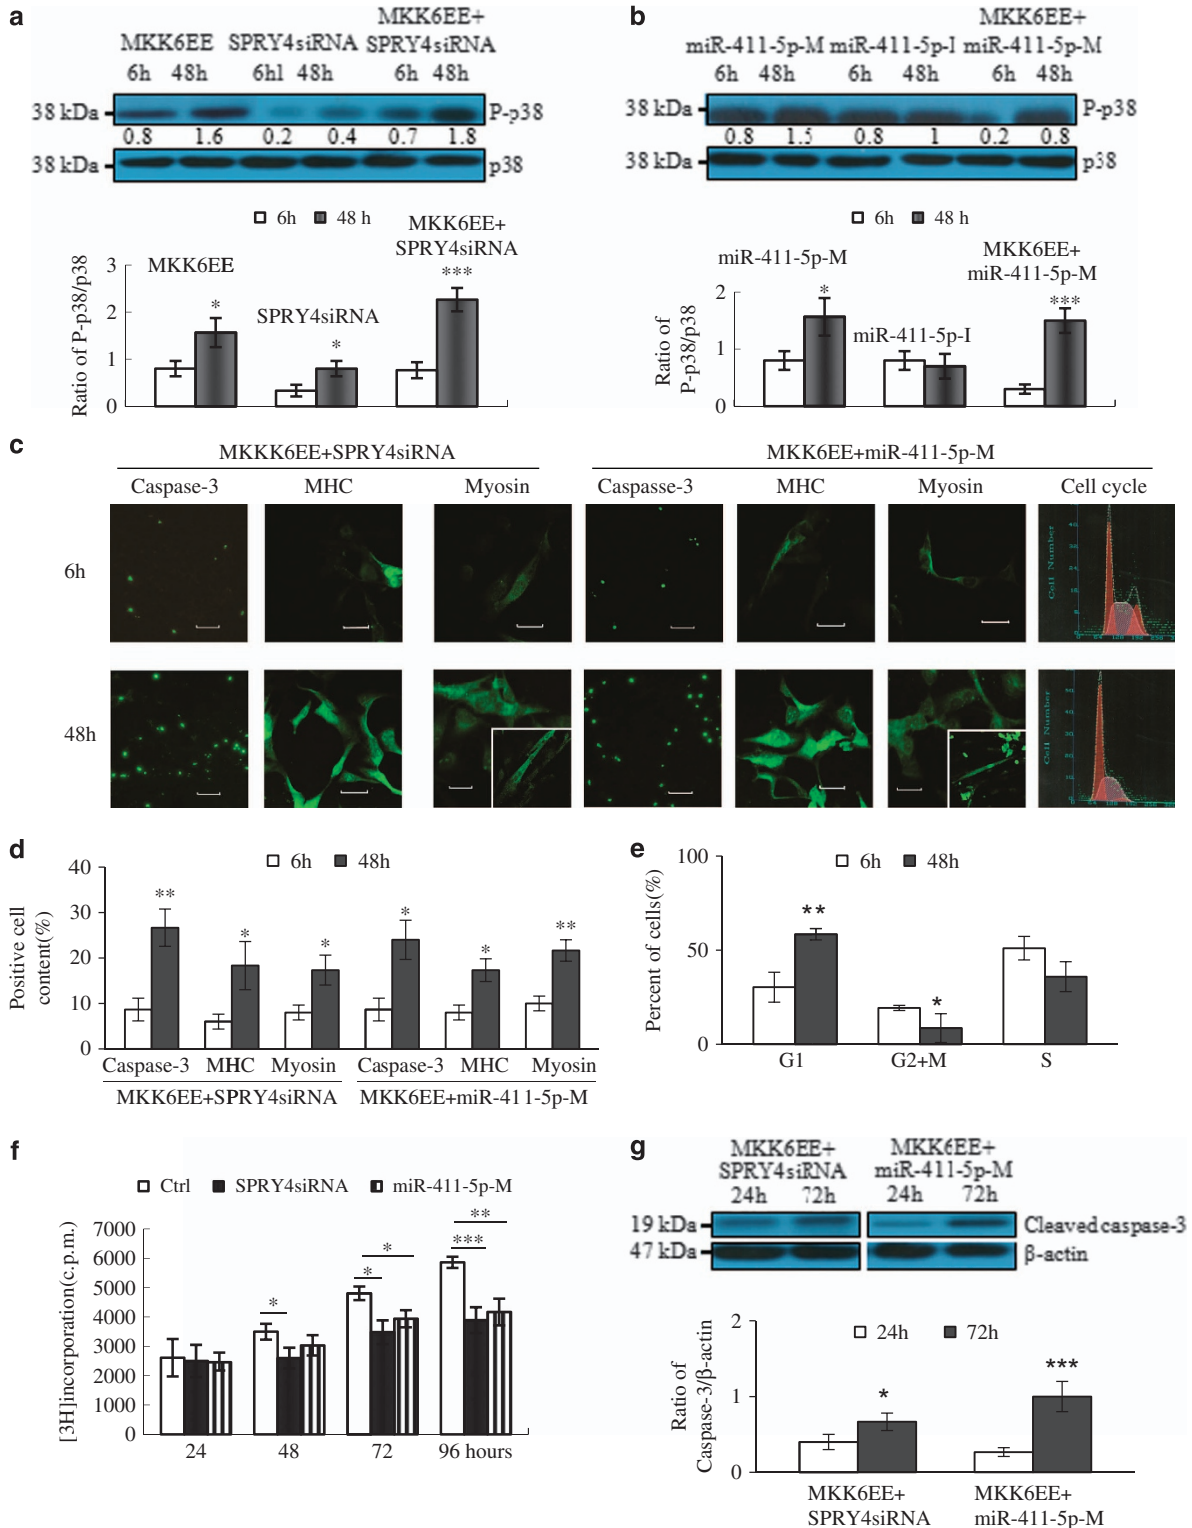 a
MKK6EE SPRY4siRNA MKK6EE+
SPRY4siRNA
6h 48h 6hl 48h 6h 48h
38 kDa P-p38
0.8 1.6 0.2 0.4 0.7 1.8
38 kDa p38
6h 48 h
MKK6EE
SPRY4siRNA
MKK6EE+
SPRY4siRNA
* * ***
Ratio of P-p38/p38
3
2
1
0
b
miR-411-5p-M miR-411-5p-I MKK6EE+
miR-411-5p-M
6h 48h 6h 48h 6h 48h
38 kDa P-p38
0.8 1.5 0.8 1 0.2 0.8
38 kDa p38
6h 48 h
miR-411-5p-M
miR-411-5p-I
MKK6EE+
miR-411-5p-M
* ***
Ratio of
P-p38/p38
2
1
0
c
MKKK6EE+SPRY4siRNA MKK6EE+miR-411-5p-M
Caspase-3 MHC Myosin Caspasse-3 MHC Myosin Cell cycle
6h
Cell Number
48h
Cell Number
d
6h 48h
Positive cell
content(%)
40
30
20
10
0
** * * * * **
Caspase-3 MHC Myosin Caspase-3 MHC Myosin
MKK6EE+SPRY4siRNA MKK6EE+miR-411-5p-M
e
6h 48h
Percent of cells(%)
100
50
0
** *
G1 G2+M S
f
Ctrl SPRY4siRNA miR-411-5p-M
[3H]incorporation(c.p.m.)
7000
6000
5000
4000
3000
2000
1000
0
* * * *** **
24 48 72 96 hours
g
MKK6EE+
SPRY4siRNA
MKK6EE+
miR-411-5p-M
24h 72h 24h 72h
19 kDa Cleaved caspase-3
47 kDa β-actin
24h 72h
Ratio of
Caspase-3/β-actin
2
1
0
* ***
MKK6EE+
SPRY4siRNA
MKK6EE+
miR-411-5p-M